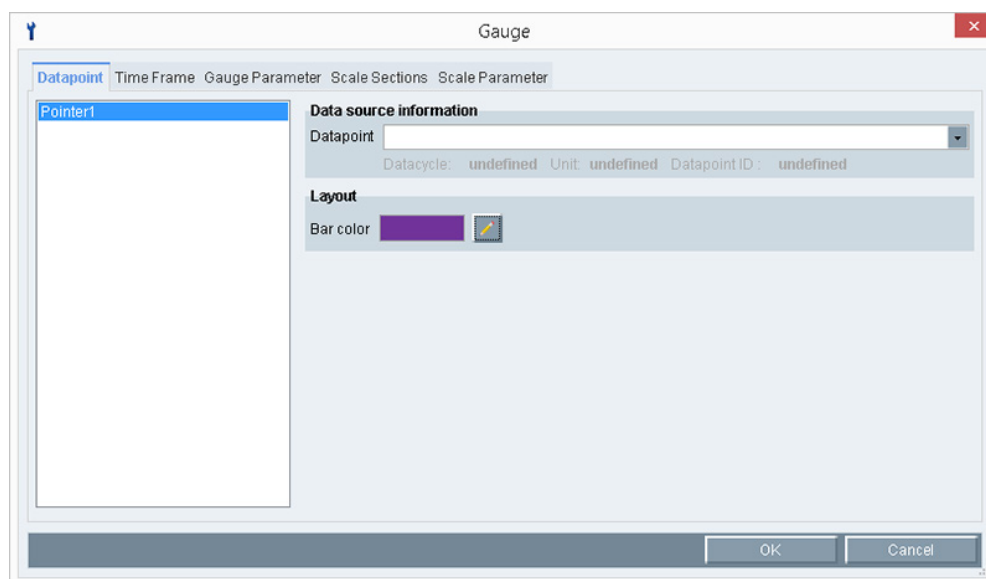 Gauge
Datapoint Time Frame Gauge Parameter Scale Sections Scale Parameter
Pointer1
Data source information
Datapoint
Datacycle: undefined Unit: undefined Datapoint ID : undefined
Layout
Bar color
OK Cancel